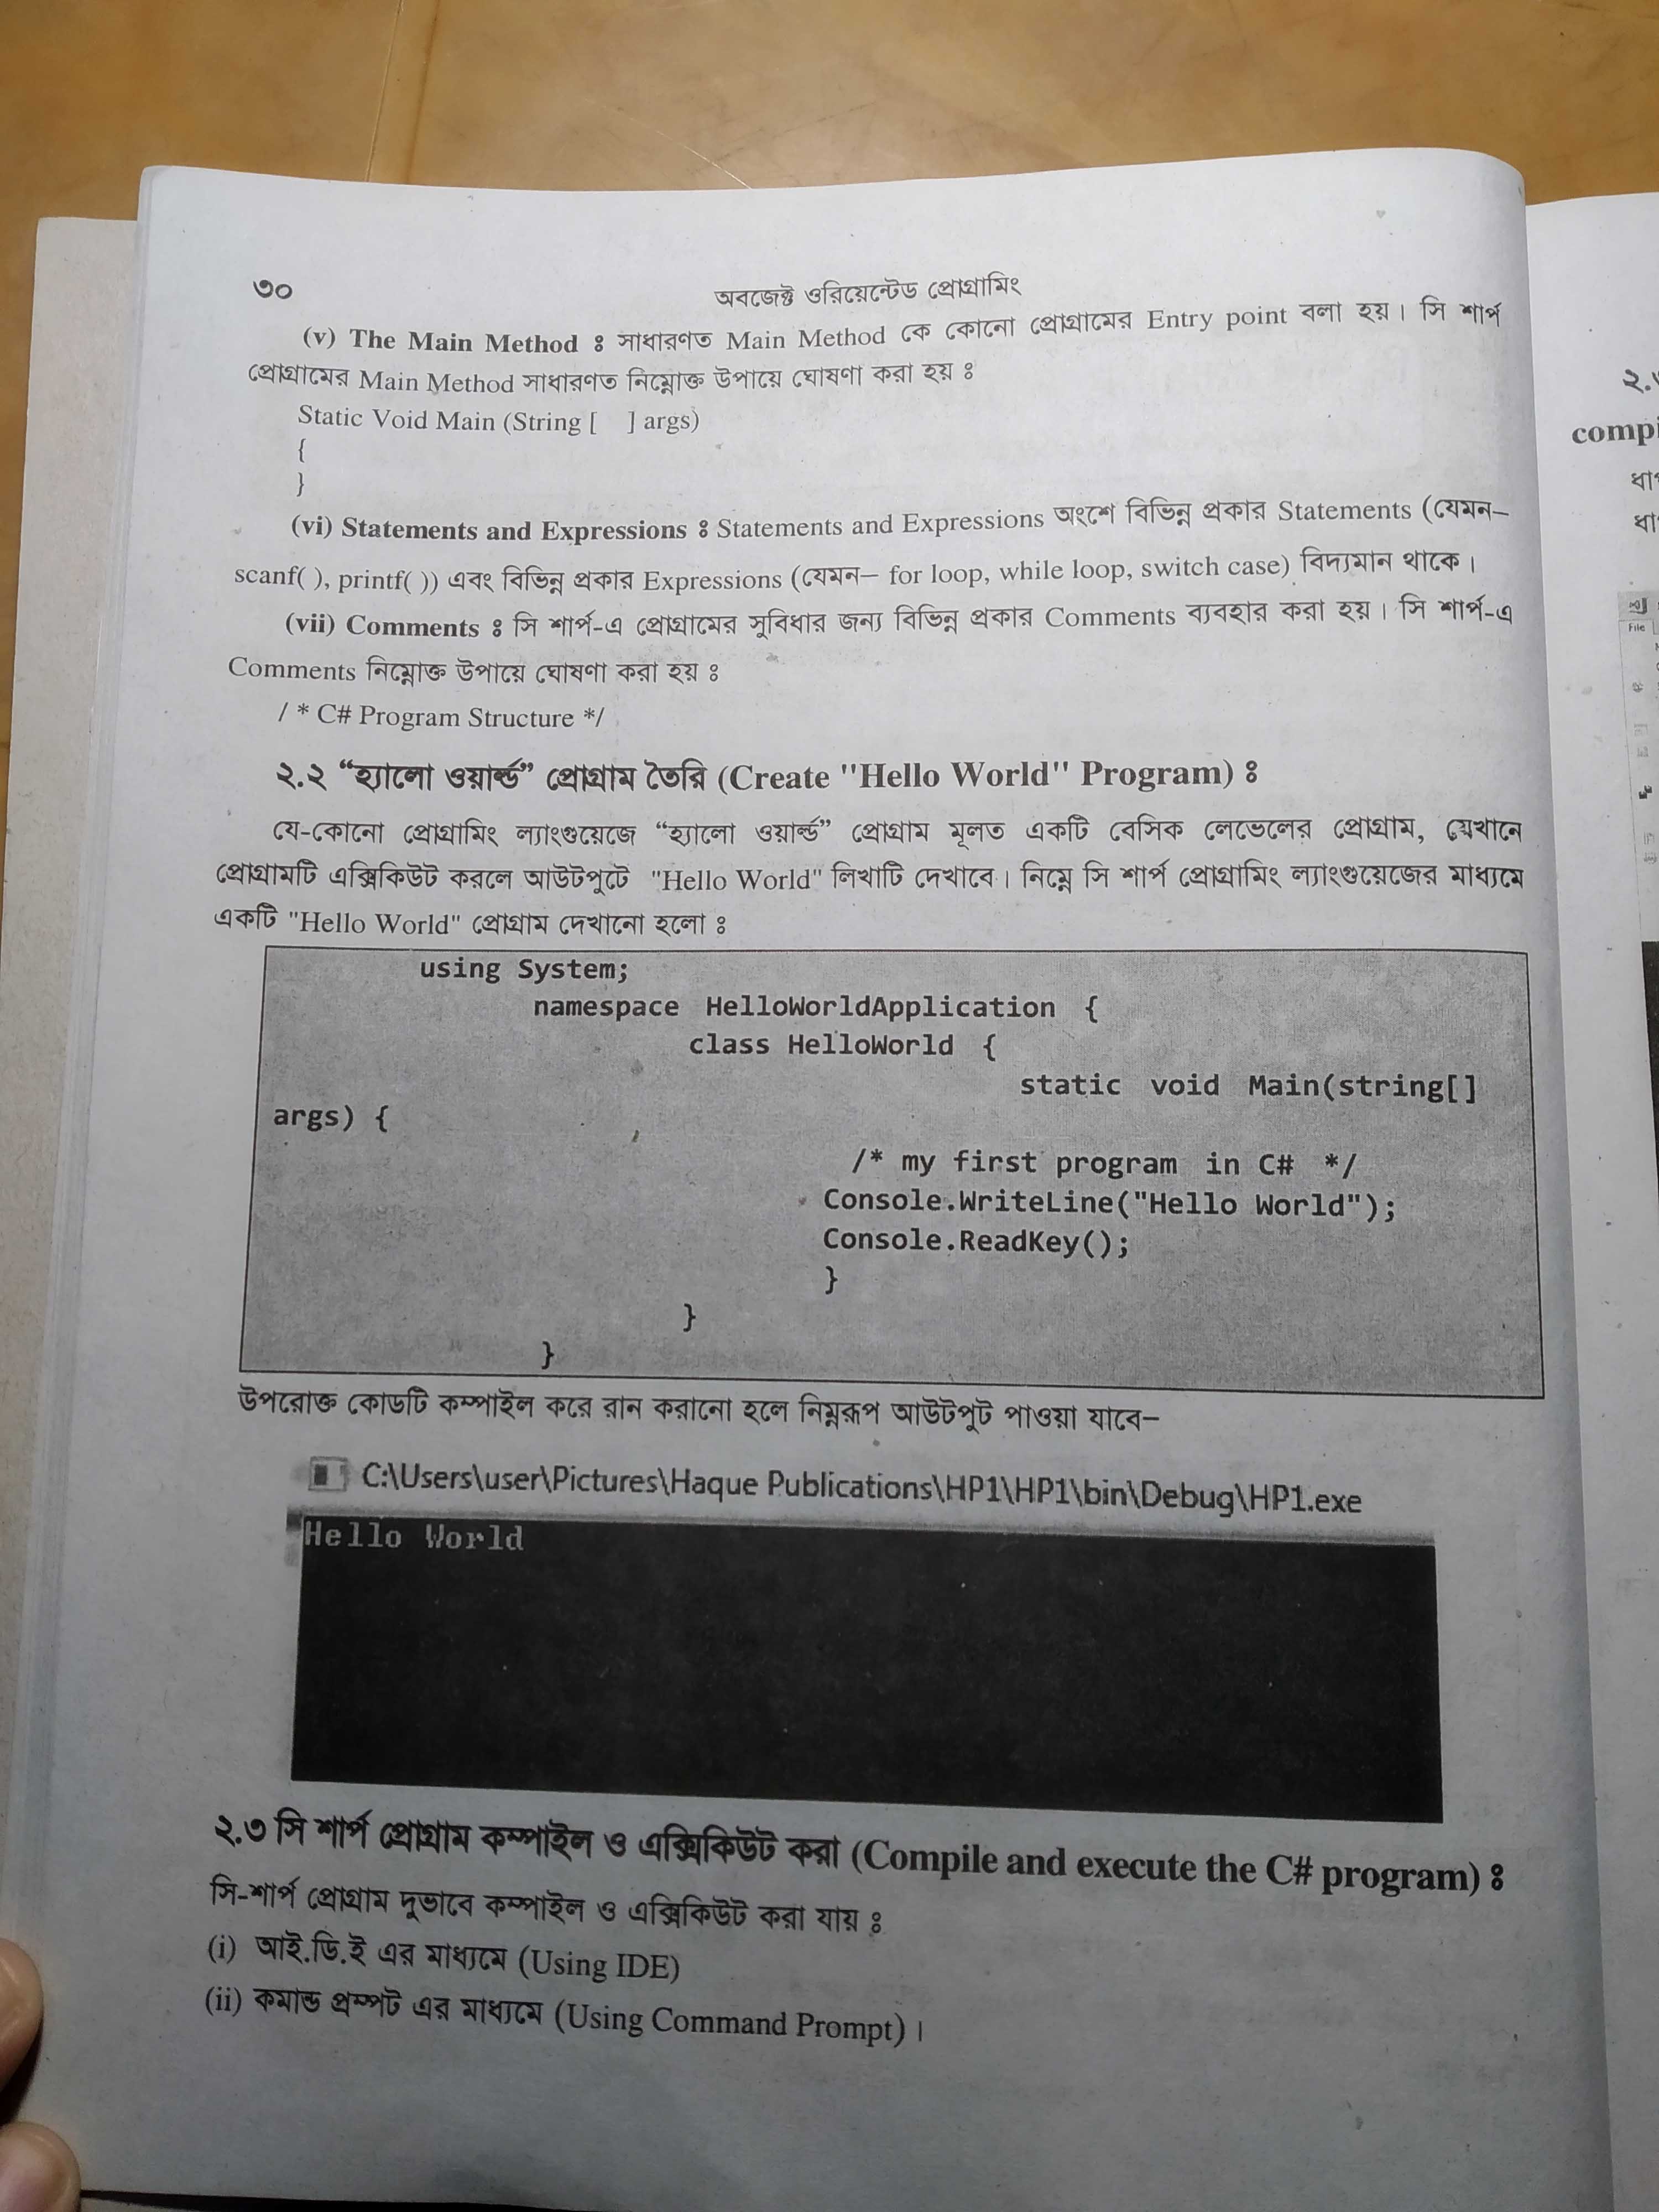 ৩০
অবজেক্ট ওরিয়েন্টেড প্রোগ্রামিং
(v) The Main Method ঃ সাধারণত Main Method কে কোনো প্রোগ্রামের Entry point বলা হয়। সি শার্প
প্রোগ্রামের Main Method সাধারণত নিম্নোক্ত উপায়ে ঘোষণা করা হয় ঃ
Static Void Main (String [ ] args)
{
}
(vi) Statements and Expressions ঃ Statements and Expressions অংশে বিভিন্ন প্রকার Statements (যেমন–
scanf( ), printf( )) এবং বিভিন্ন প্রকার Expressions (যেমন– for loop, while loop, switch case) বিদ্যমান থাকে।
(vii) Comments ঃ সি শার্প-এ প্রোগ্রামের সুবিধার জন্য বিভিন্ন প্রকার Comments ব্যবহার করা হয়। সি শার্প-এ
Comments নিম্নোক্ত উপায়ে ঘোষণা করা হয় ঃ
/ * C# Program Structure */
২.২ “হ্যালো ওয়ার্ল্ড” প্রোগ্রাম তৈরি (Create "Hello World" Program) ঃ
যে-কোনো প্রোগ্রামিং ল্যাংগুয়েজে “হ্যালো ওয়ার্ল্ড” প্রোগ্রাম মূলত একটি বেসিক লেভেলের প্রোগ্রাম, যেখানে
প্রোগ্রামটি এক্সিকিউট করলে আউটপুটে "Hello World" লিখাটি দেখাবে। নিম্নে সি শার্প প্রোগ্রামিং ল্যাংগুয়েজের মাধ্যমে
একটি "Hello World" প্রোগ্রাম দেখানো হলো ঃ
using System;
namespace HelloWorldApplication {
class HelloWorld {
static void Main(string[]
args) {
/* my first program in C# */
Console.WriteLine("Hello World");
Console.ReadKey();
}
}
}
উপরোক্ত কোডটি কম্পাইল করে রান করানো হলে নিম্নরূপ আউটপুট পাওয়া যাবে–
C:\Users\user\Pictures\Haque Publications\HP1\HP1\bin\Debug\HP1.exe
Hello World
২.৩ সি শার্প প্রোগ্রাম কম্পাইল ও এক্সিকিউট করা (Compile and execute the C# program) ঃ
সি-শার্প প্রোগ্রাম দুভাবে কম্পাইল ও এক্সিকিউট করা যায় ঃ
(i) আই.ডি.ই এর মাধ্যমে (Using IDE)
(ii) কমান্ড প্রম্পট এর মাধ্যমে (Using Command Prompt)।
File